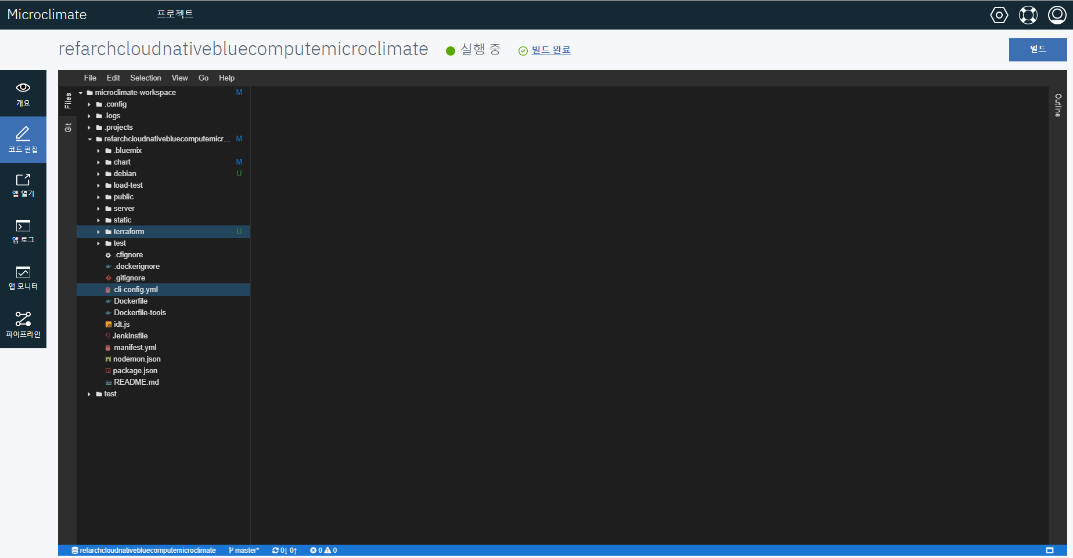 Microclimate 프로젝트
refarchcloudnativebluecomputemicroclimate 실행 중 빌드 완료 빌드
개요
코드 편집
앱 열기
앱 로그
앱 모니터
파이프라인
File Edit Selection View Go Help
Files
Git
microclimate-workspace M
.config
.logs
.projects
refarchcloudnativebluecomputemicr... M
.bluemix
chart M
debian U
load-test
public
server
static
terraform U
test
.cfignore
.dockerignore
.gitignore
cli-config.yml
Dockerfile
Dockerfile-tools
idt.js
Jenkinsfile
manifest.yml
nodemon.json
package.json
README.md
test
Outline
refarchcloudnativebluecomputemicroclimate master* 0↓ 0↑ 0 0